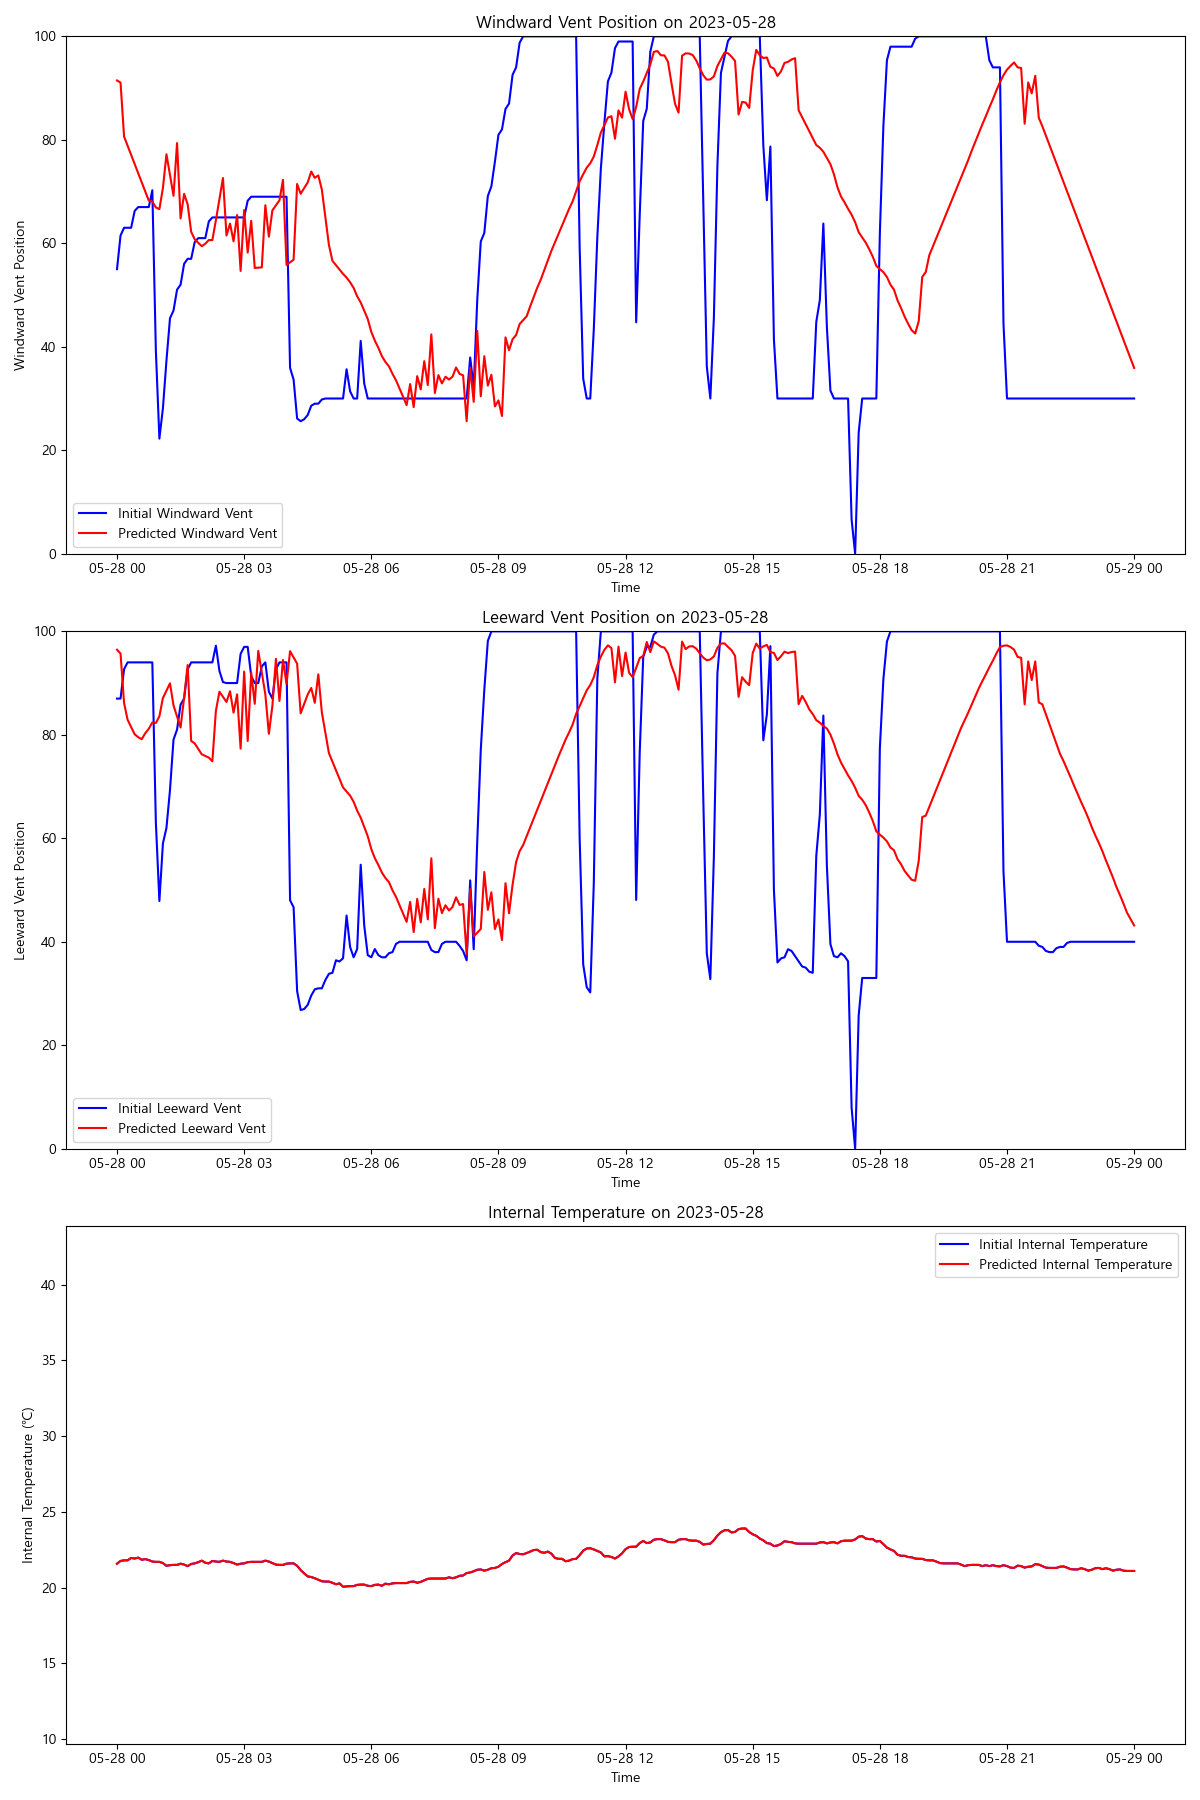 Windward Vent Position on 2023-05-28
100
80
60
40
20
0
Windward Vent Position
Initial Windward Vent
Predicted Windward Vent
05-28 00 05-28 03 05-28 06 05-28 09 05-28 12 05-28 15 05-28 18 05-28 21 05-29 00
Time
Leeward Vent Position on 2023-05-28
100
80
60
40
20
0
Leeward Vent Position
Initial Leeward Vent
Predicted Leeward Vent
05-28 00 05-28 03 05-28 06 05-28 09 05-28 12 05-28 15 05-28 18 05-28 21 05-29 00
Time
Internal Temperature on 2023-05-28
Initial Internal Temperature
Predicted Internal Temperature
40
35
30
25
20
15
10
Internal Temperature (℃)
05-28 00 05-28 03 05-28 06 05-28 09 05-28 12 05-28 15 05-28 18 05-28 21 05-29 00
Time